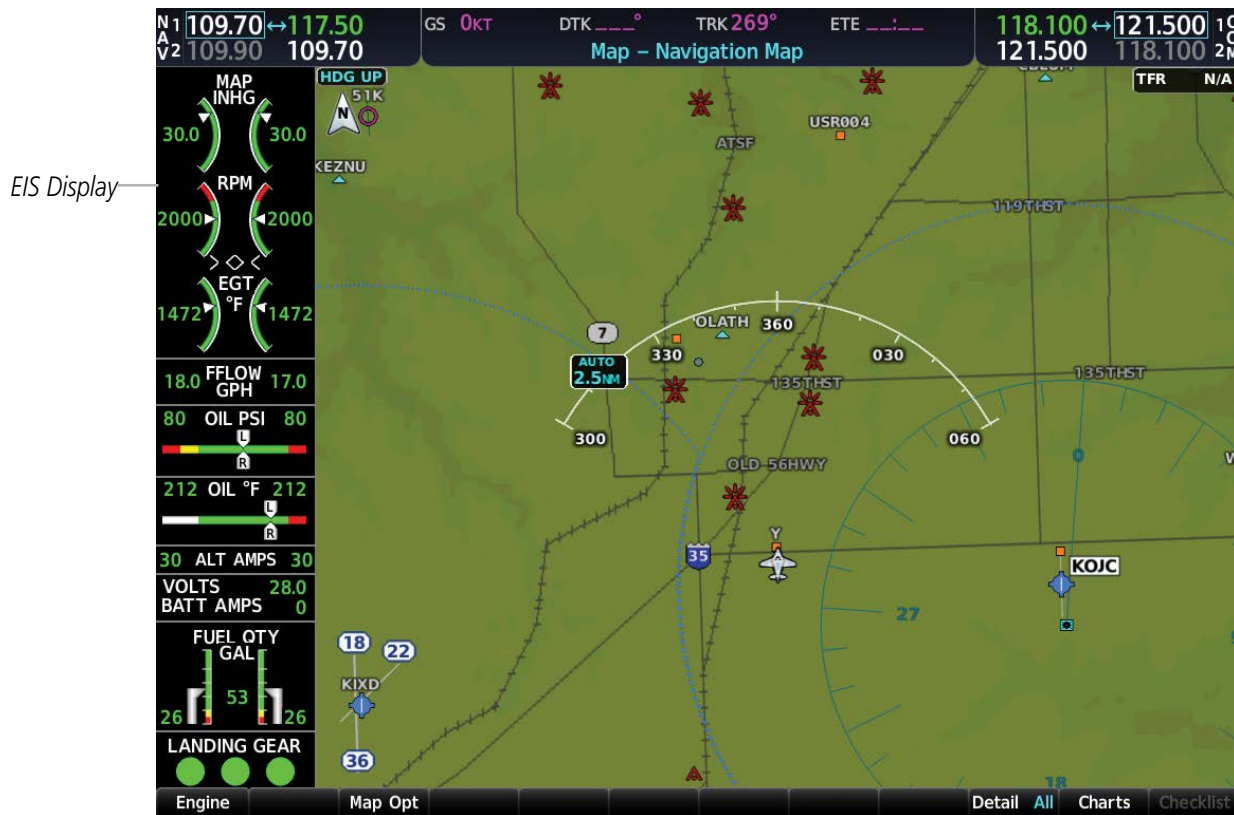 N 1 109.70 ↔ 117.50
A
V 2 109.90 109.70
GS 0KT DTK ___° TRK 269° ETE __:__
Map – Navigation Map
118.100 ↔ 121.500 1
121.500 118.100 2
EIS Display
MAP
INHG
30.0 30.0
RPM
2000 2000
EGT
°F
1472 1472
18.0 FFLOW 17.0
GPH
80 OIL PSI 80
L
R
212 OIL °F 212
L
R
30 ALT AMPS 30
VOLTS 28.0
BATT AMPS 0
FUEL QTY
GAL
53
26 26
LANDING GEAR
HDG UP
N
51K
KEZNU
TFR N/A
USR004
ATSF
119THST
7
OLATH 360
330 030
AUTO
2.5NM
135THST
135THST
300 060
OLD 56HWY
0
Y
35
KOJC
27
18 22
KIXD
36
18
Engine Map Opt Detail All Charts Checklist